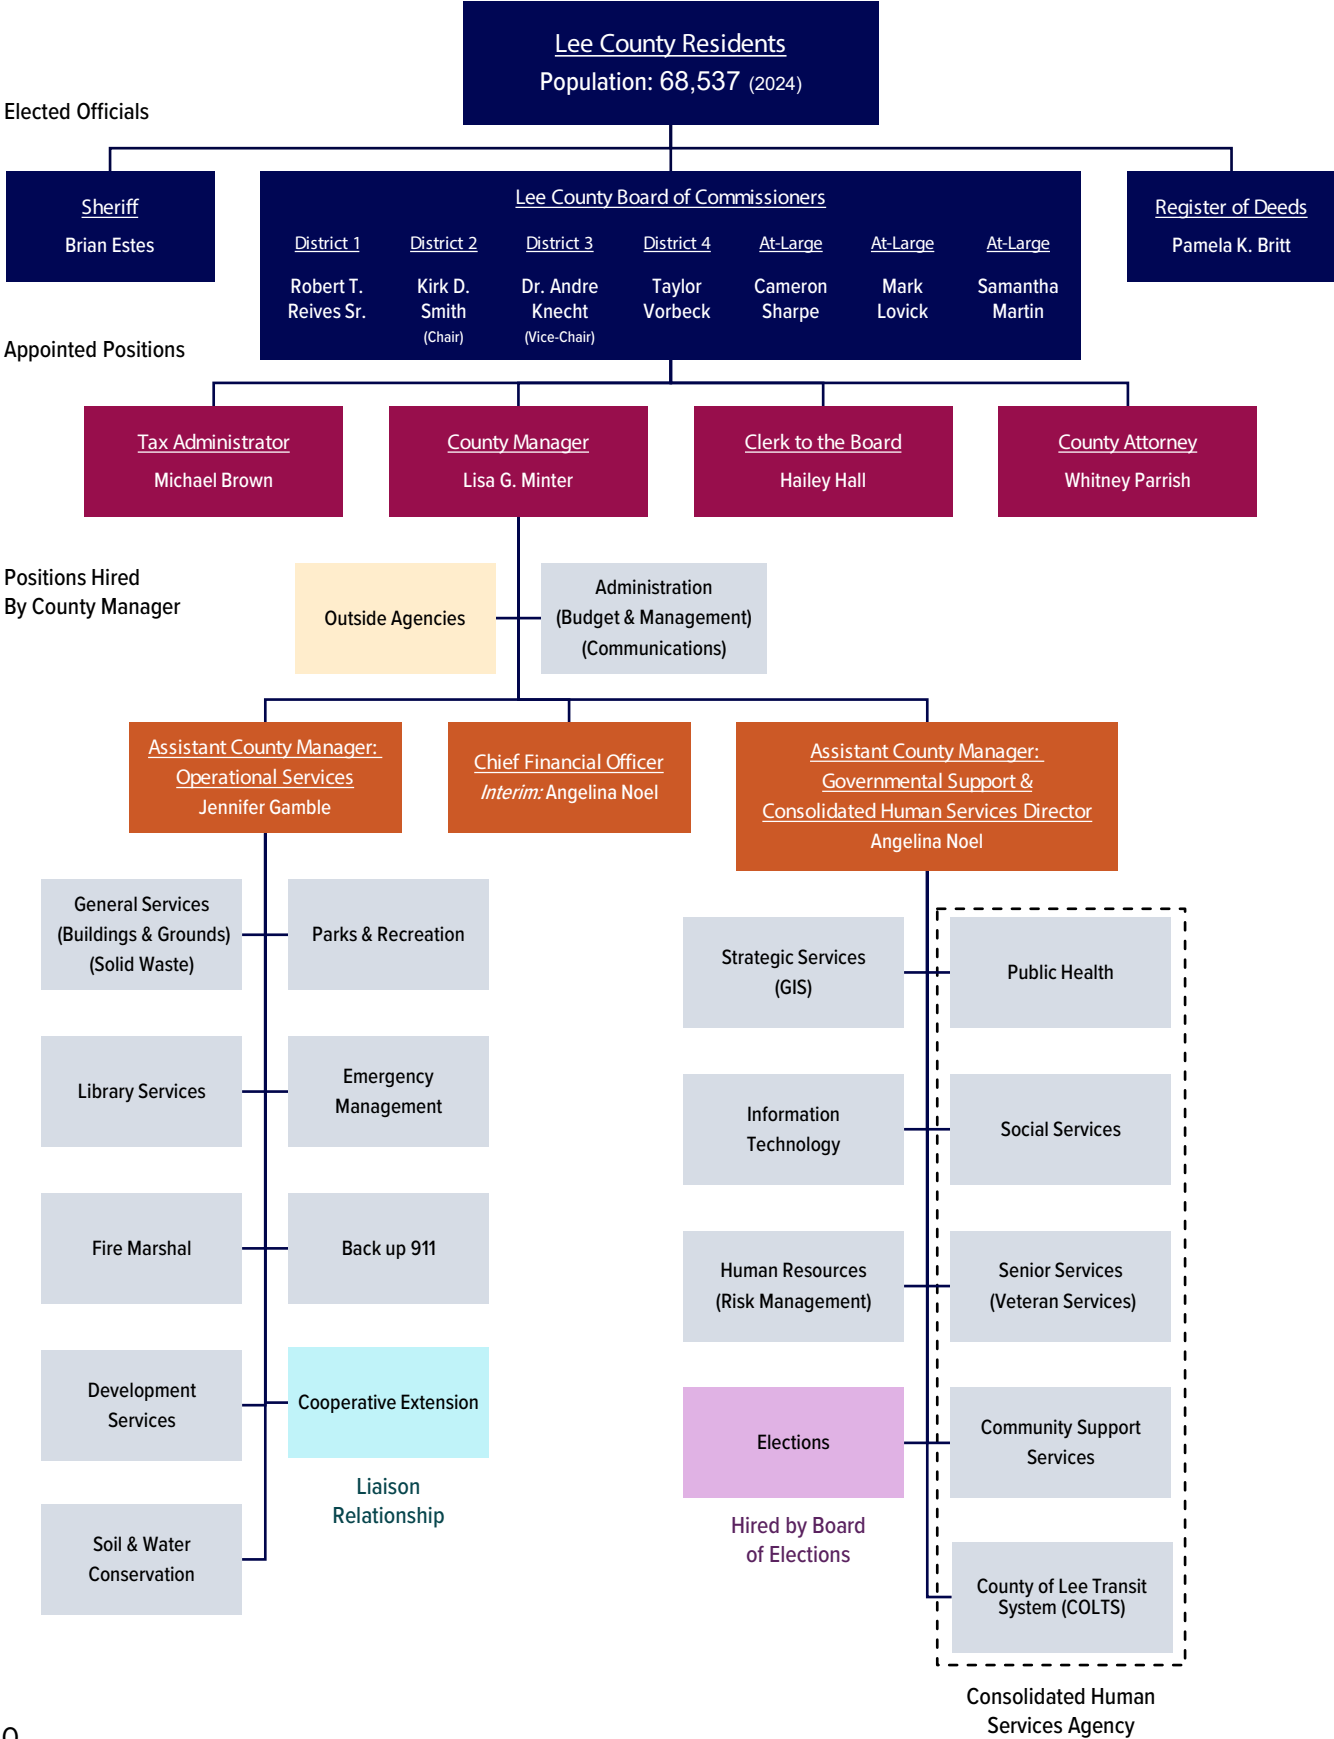 Lee County Residents
Population: 68,537 (2024)
Elected Officials
Sheriff
Brian Estes
Lee County Board of Commissioners
District 1
Robert T.
Reives Sr.
District 2
Kirk D.
Smith
(Chair)
District 3
Dr. Andre
Knecht
(Vice-Chair)
District 4
Taylor
Vorbeck
At-Large
Cameron
Sharpe
At-Large
Mark
Lovick
At-Large
Samantha
Martin
Register of Deeds
Pamela K. Britt
Appointed Positions
Tax Administrator
Michael Brown
County Manager
Lisa G. Minter
Clerk to the Board
Hailey Hall
County Attorney
Whitney Parrish
Positions Hired
By County Manager
Outside Agencies
Administration
(Budget & Management)
(Communications)
Assistant County Manager:
Operational Services
Jennifer Gamble
Chief Financial Officer
Interim: Angelina Noel
Assistant County Manager:
Governmental Support &
Consolidated Human Services Director
Angelina Noel
General Services
(Buildings & Grounds)
(Solid Waste)
Parks & Recreation
Library Services
Emergency
Management
Fire Marshal
Back up 911
Development
Services
Cooperative Extension
Liaison
Relationship
Soil & Water
Conservation
Strategic Services
(GIS)
Public Health
Information
Technology
Social Services
Human Resources
(Risk Management)
Senior Services
(Veteran Services)
Elections
Hired by Board
of Elections
Community Support
Services
County of Lee Transit
System (COLTS)
Consolidated Human
Services Agency